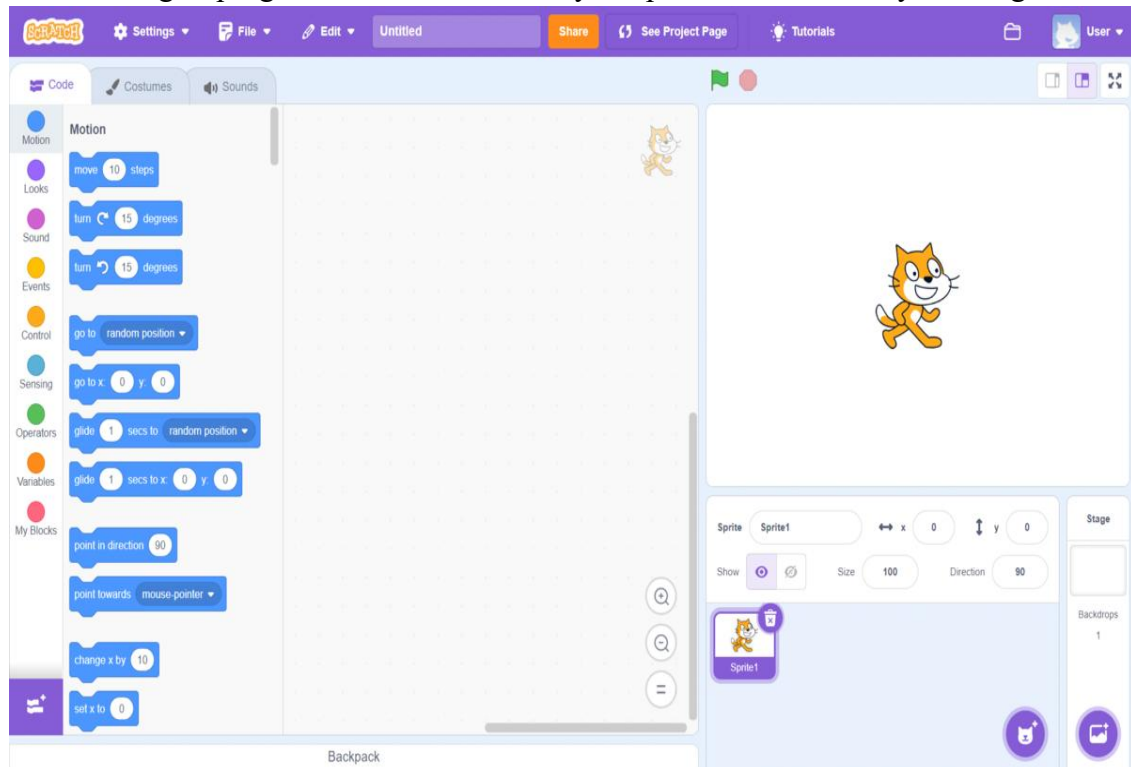 SCRATCH Settings File Edit Untitled Share See Project Page Tutorials User
Code Costumes Sounds
Motion
Looks
Sound
Events
Control
Sensing
Operators
Variables
My Blocks
Motion
move 10 steps
turn 15 degrees
turn 15 degrees
go to random position
go to x: 0 y: 0
glide 1 secs to random position
glide 1 secs to x: 0 y: 0
point in direction 90
point towards mouse-pointer
change x by 10
set x to 0
Sprite Sprite1 x 0 y 0
Show Size 100 Direction 90
Sprite1
Stage
Backdrops
1
Backpack